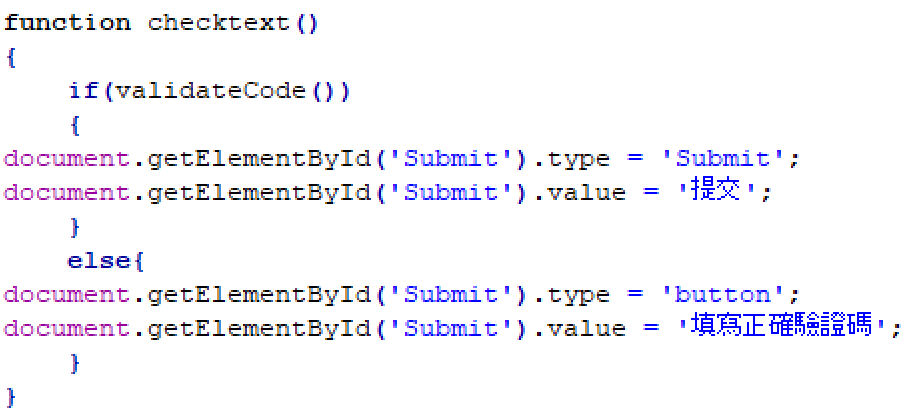 function checktext()
{
    if(validateCode())
    {
document.getElementById('Submit').type = 'Submit';
document.getElementById('Submit').value = '提交';
    }
    else{
document.getElementById('Submit').type = 'button';
document.getElementById('Submit').value = '填寫正確驗證碼';
    }
}